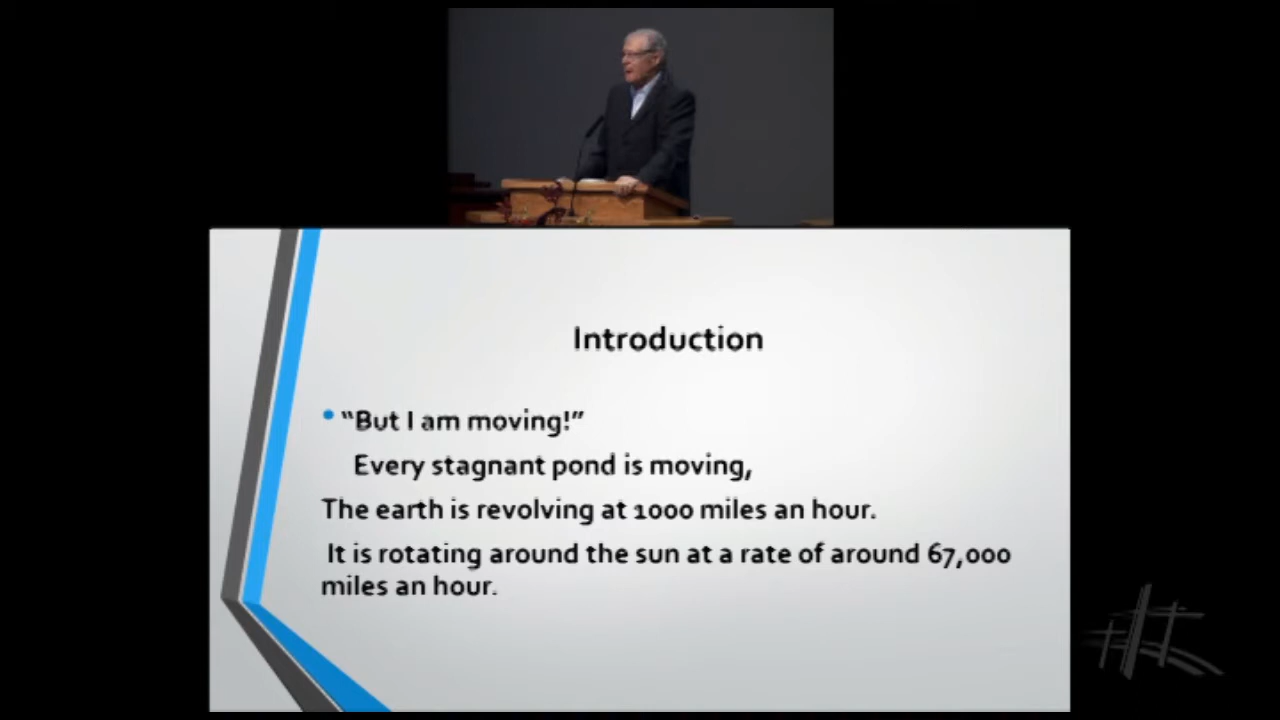 Introduction
• “But I am moving!”
Every stagnant pond is moving,
The earth is revolving at 1000 miles an hour.
It is rotating around the sun at a rate of around 67,000
miles an hour.